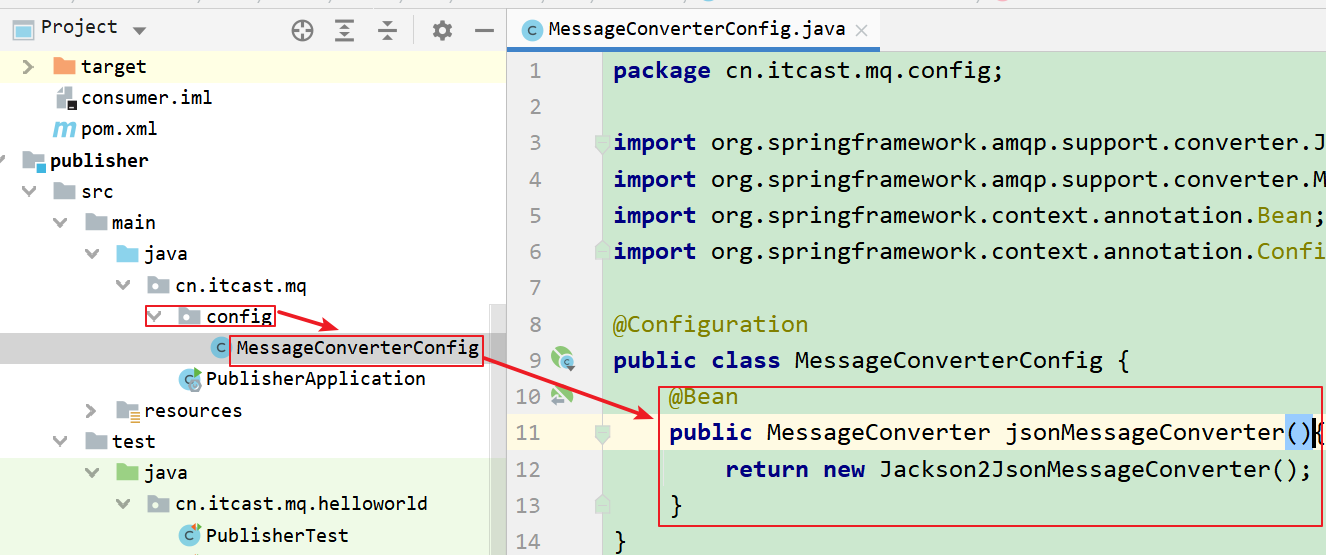 Project
target
consumer.iml
pom.xml
publisher
src
main
java
cn.itcast.mq
config
MessageConverterConfig
PublisherApplication
resources
test
java
cn.itcast.mq.helloworld
PublisherTest
MessageConverterConfig.java
1 package cn.itcast.mq.config;
2
3 import org.springframework.amqp.support.converter.J
4 import org.springframework.amqp.support.converter.M
5 import org.springframework.context.annotation.Bean;
6 import org.springframework.context.annotation.Confi
7
8 @Configuration
9 public class MessageConverterConfig {
10 @Bean
11 public MessageConverter jsonMessageConverter(){
12 return new Jackson2JsonMessageConverter();
13 }
14 }